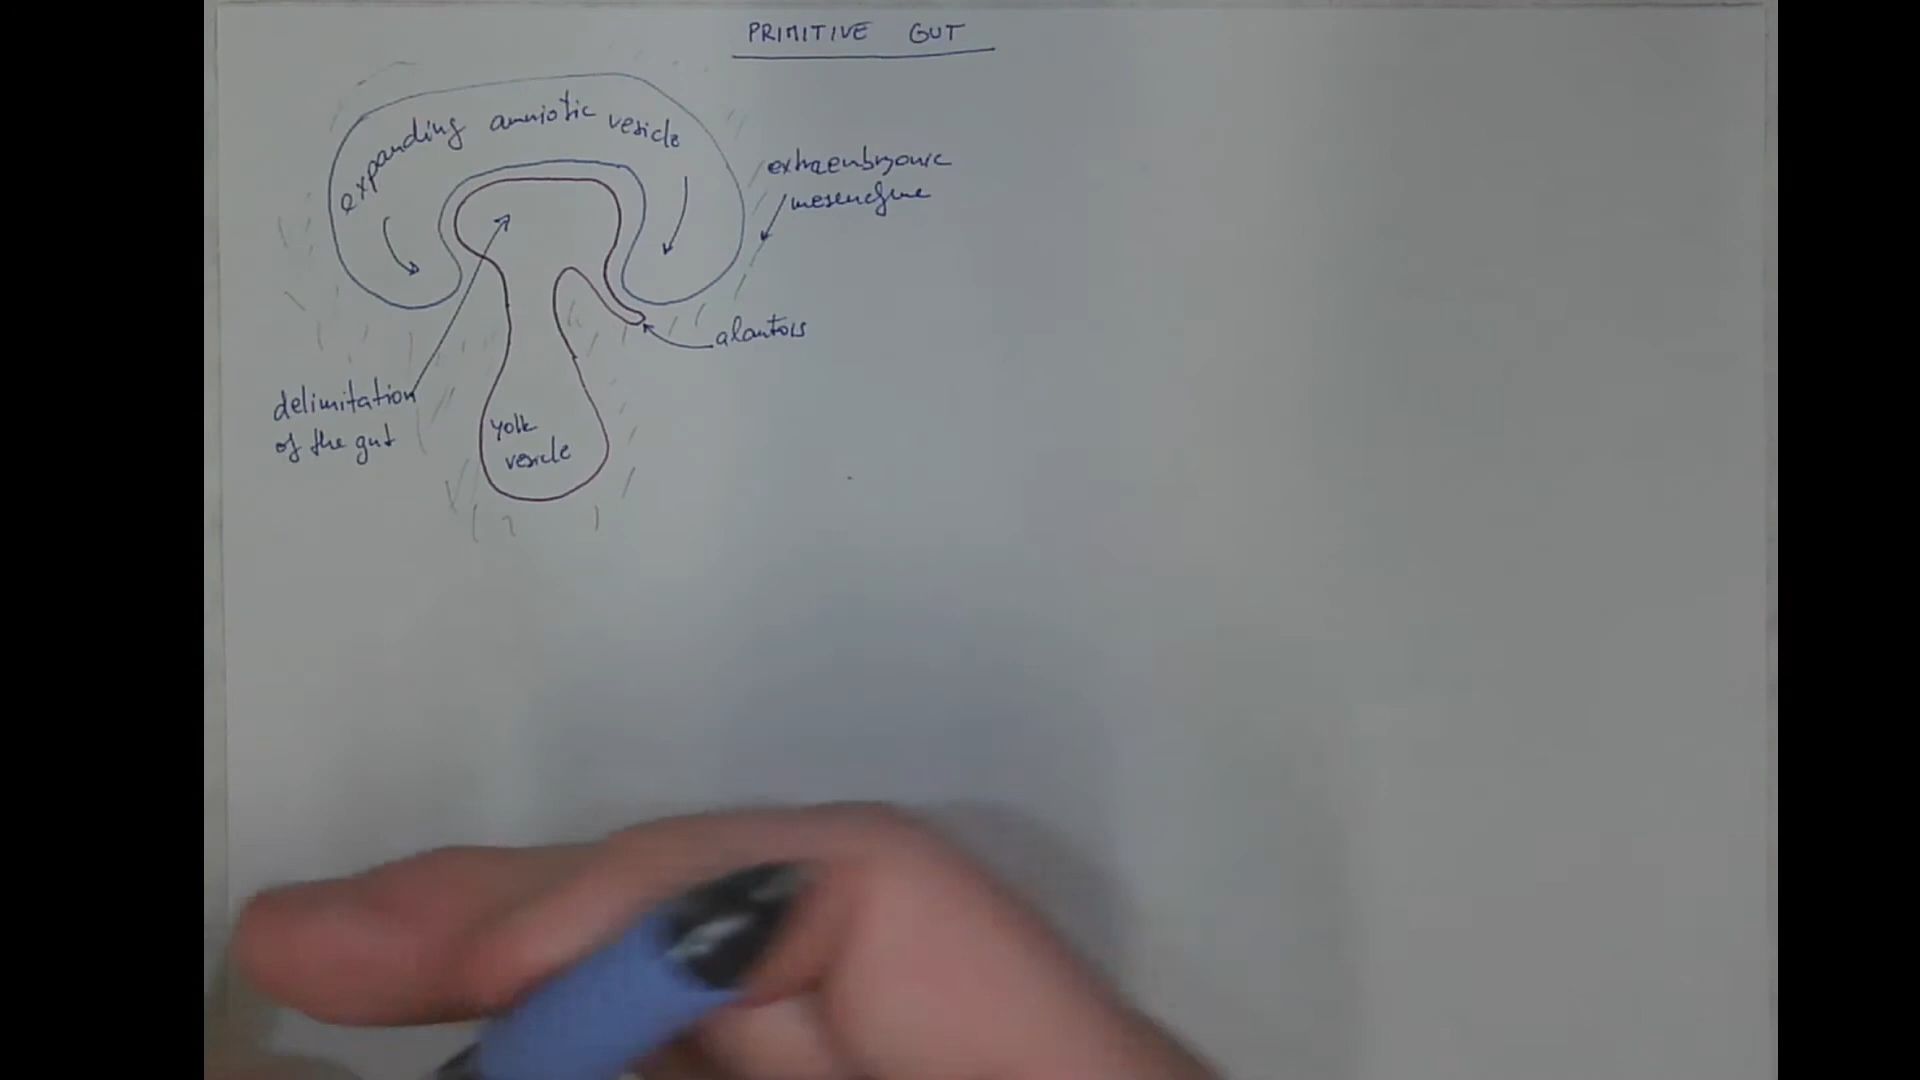 PRIMITIVE GUT
expanding amniotic vesicle
extraembryonic
mesenchyme
alantois
delimitation
of the gut
yolk
vesicle